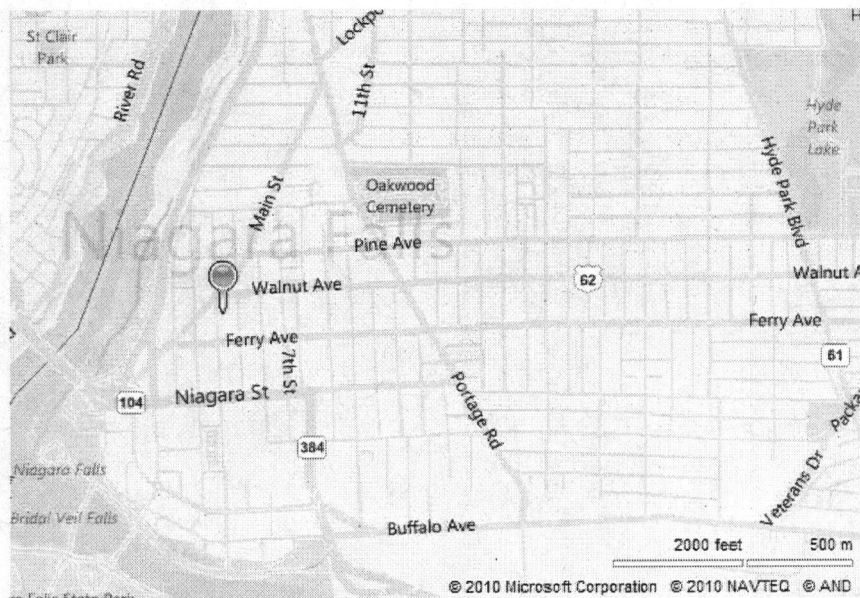 Lockpo
St Clair
Park
River Rd
11th St
Hyde
Park
Lake
Hyde Park Blvd
Main St
Oakwood
Cemetery
Niagara Falls
Pine Ave
Walnut Ave
62
Walnut A
Ferry Ave
Ferry Ave
7th St
61
Niagara St
104
Portage Rd
Packa
384
Niagara Falls
Bridal Veil Falls
Veterans Dr
Buffalo Ave
2000 feet 500 m
© 2010 Microsoft Corporation © 2010 NAVTEQ © AND